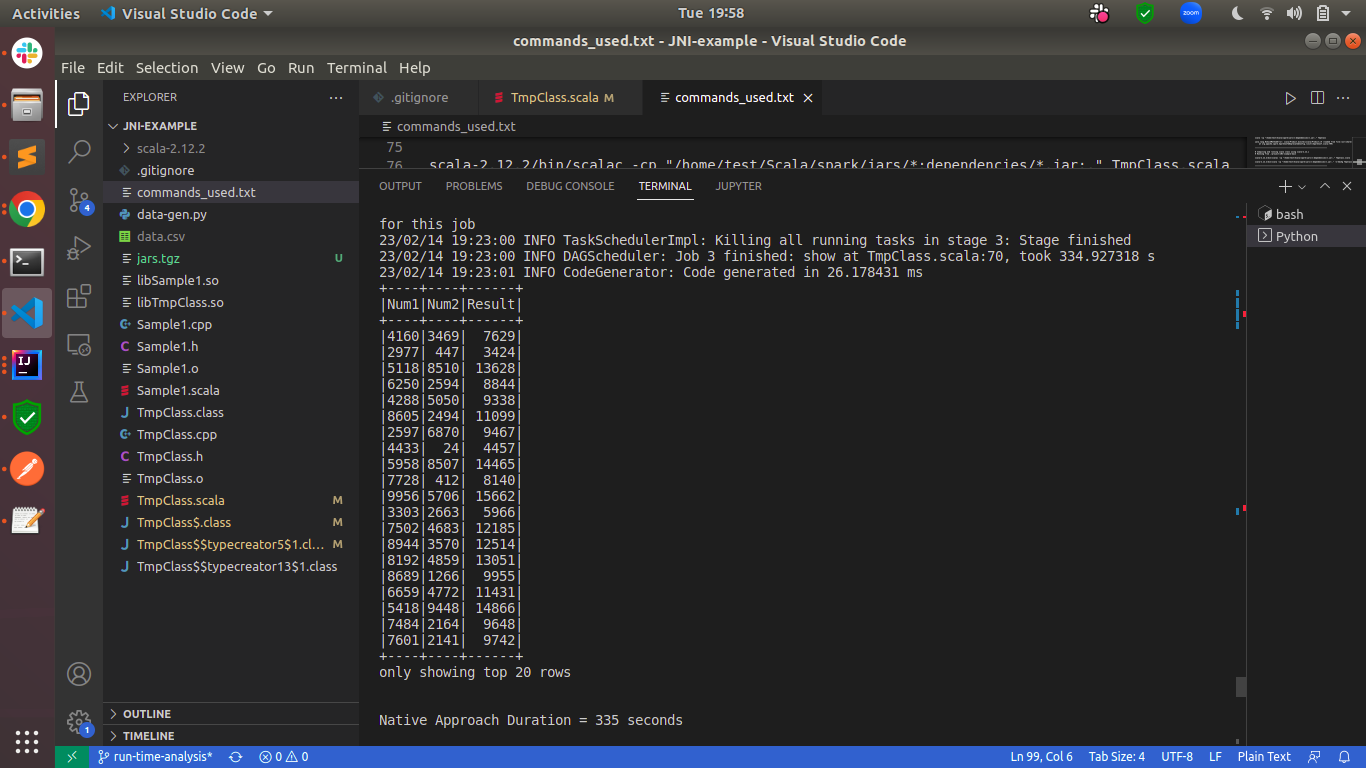 Activities
Visual Studio Code
Tue 19:58
zoom
commands_used.txt - JNI-example - Visual Studio Code
File Edit Selection View Go Run Terminal Help
EXPLORER
JNI-EXAMPLE
scala-2.12.2
.gitignore
commands_used.txt
data-gen.py
data.csv
jars.tgz U
libSample1.so
libTmpClass.so
Sample1.cpp
Sample1.h
Sample1.o
Sample1.scala
TmpClass.class
TmpClass.cpp
TmpClass.h
TmpClass.o
TmpClass.scala M
TmpClass$.class M
TmpClass$$typecreator5$1.cl... M
TmpClass$$typecreator13$1.class
OUTLINE
TIMELINE
4
1
IJ
.gitignore
TmpClass.scala M
commands_used.txt
commands_used.txt
75
76 scala-2.12.2/bin/scalac -cp "/home/test/Scala/spark/jars/*:dependencies/*.jar:." TmpClass.scala
OUTPUT PROBLEMS DEBUG CONSOLE TERMINAL JUPYTER
bash
Python
for this job
23/02/14 19:23:00 INFO TaskSchedulerImpl: Killing all running tasks in stage 3: Stage finished
23/02/14 19:23:00 INFO DAGScheduler: Job 3 finished: show at TmpClass.scala:70, took 334.927318 s
23/02/14 19:23:01 INFO CodeGenerator: Code generated in 26.178431 ms
+----+----+------+
|Num1|Num2|Result|
+----+----+------+
|4160|3469|  7629|
|2977| 447|  3424|
|5118|8510| 13628|
|6250|2594|  8844|
|4288|5050|  9338|
|8605|2494| 11099|
|2597|6870|  9467|
|4433|  24|  4457|
|5958|8507| 14465|
|7728| 412|  8140|
|9956|5706| 15662|
|3303|2663|  5966|
|7502|4683| 12185|
|8944|3570| 12514|
|8192|4859| 13051|
|8689|1266|  9955|
|6659|4772| 11431|
|5418|9448| 14866|
|7484|2164|  9648|
|7601|2141|  9742|
+----+----+------+
only showing top 20 rows
Native Approach Duration = 335 seconds
run-time-analysis* 0 0
Ln 99, Col 6 Tab Size: 4 UTF-8 LF Plain Text